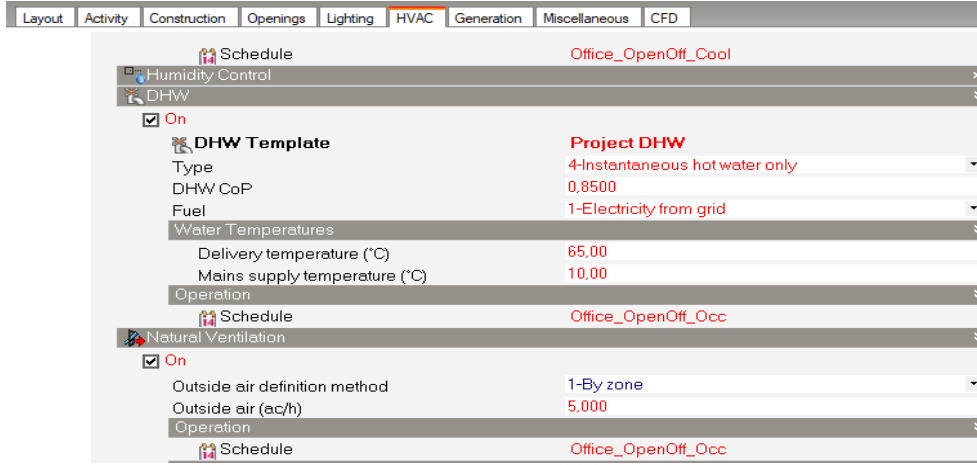 Layout Activity Construction Openings Lighting HVAC Generation Miscellaneous CFD
Schedule Office_OpenOff_Cool
Humidity Control
DHW
On
DHW Template Project DHW
Type 4-Instantaneous hot water only
DHW CoP 0,8500
Fuel 1-Electricity from grid
Water Temperatures
Delivery temperature (°C) 65,00
Mains supply temperature (°C) 10,00
Operation
Schedule Office_OpenOff_Occ
Natural Ventilation
On
Outside air definition method 1-By zone
Outside air (ac/h) 5,000
Operation
Schedule Office_OpenOff_Occ